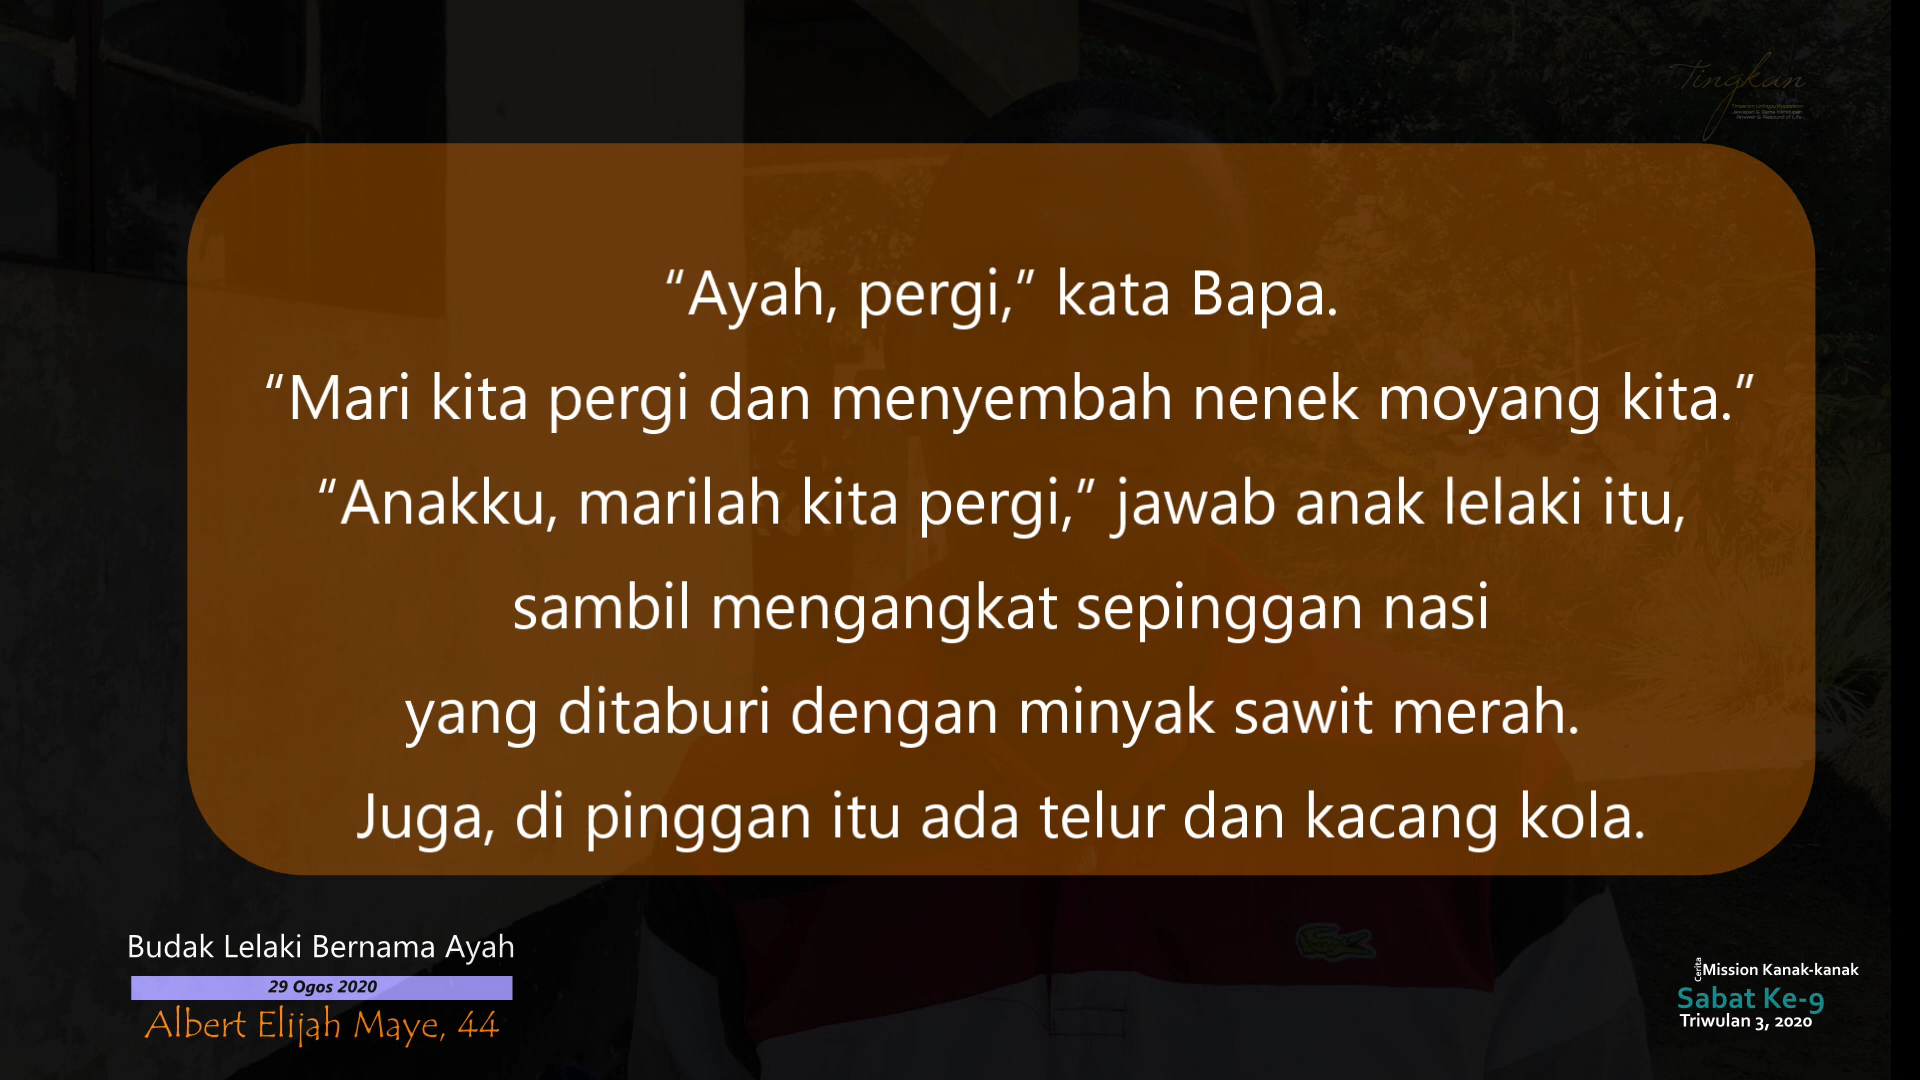 Tingkan
“Ayah, pergi,” kata Bapa.
“Mari kita pergi dan menyembah nenek moyang kita.”
“Anakku, marilah kita pergi,” jawab anak lelaki itu,
sambil mengangkat sepinggan nasi
yang ditaburi dengan minyak sawit merah.
Juga, di pinggan itu ada telur dan kacang kola.
Budak Lelaki Bernama Ayah
29 Ogos 2020
Albert Elijah Maye, 44
Cerita
Mission Kanak-kanak
Sabat Ke-9
Triwulan 3, 2020